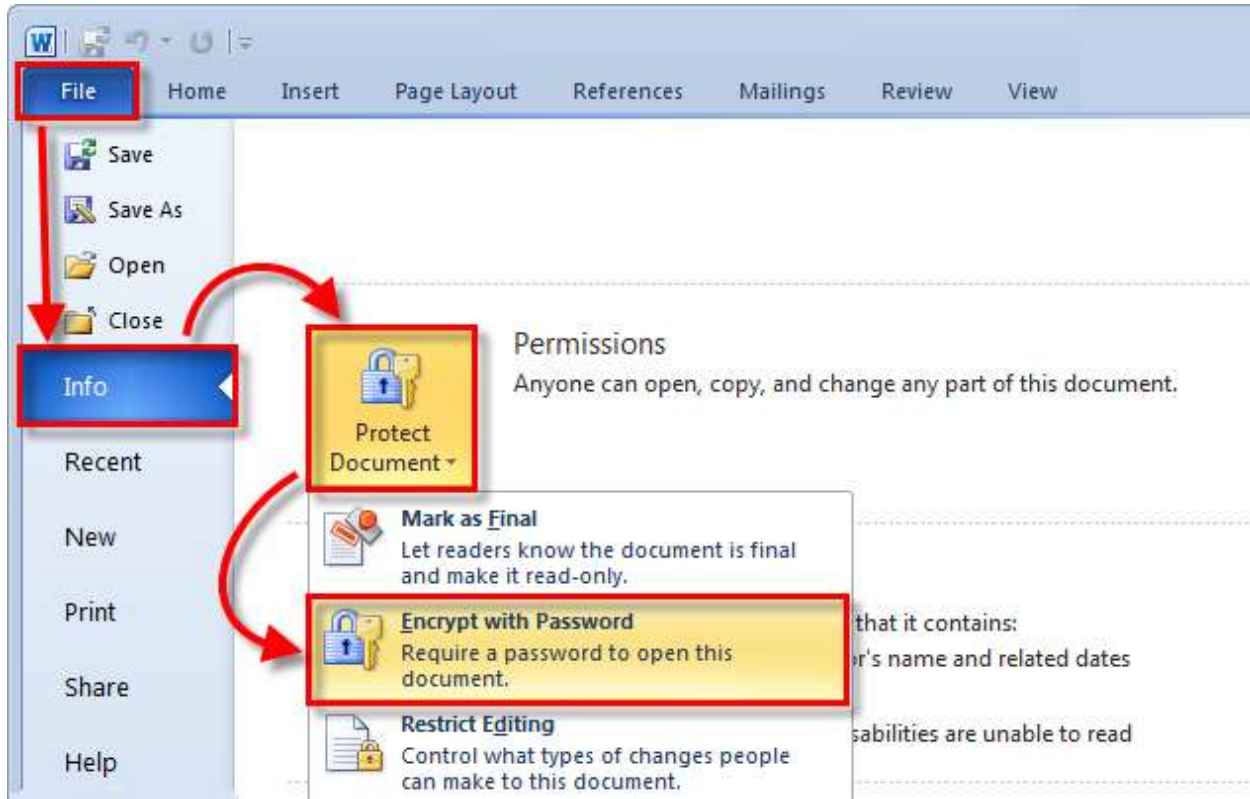 W
File Home Insert Page Layout References Mailings Review View
Save
Save As
Open
Close
Info
Recent
New
Print
Share
Help
Protect
Document
Permissions
Anyone can open, copy, and change any part of this document.
Mark as Final
Let readers know the document is final
and make it read-only.
Encrypt with Password
Require a password to open this
document.
Restrict Editing
Control what types of changes people
can make to this document.
that it contains:
or's name and related dates
sabilities are unable to read